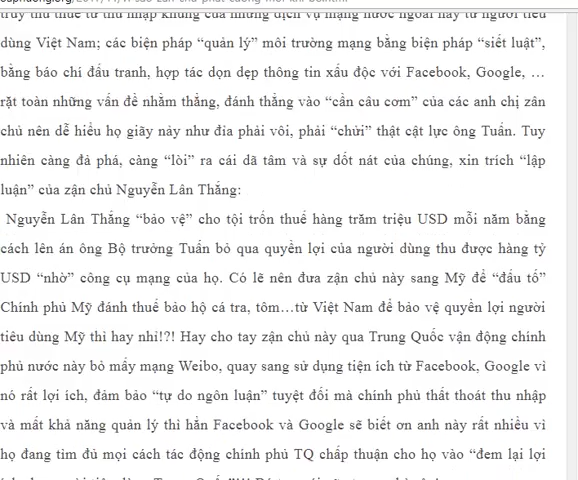 truy thu thuế từ thu nhập khủng của những dịch vụ mạng nước ngoài hay từ người tiêu
dùng Việt Nam; các biện pháp “quản lý” môi trường mạng bằng biện pháp “siết luật”,
bằng báo chí đấu tranh, hợp tác dọn dẹp thông tin xấu độc với Facebook, Google, …
rặt toàn những vấn đề nhằm thẳng, đánh thẳng vào “cần câu cơm” của các anh chị zân
chủ nên dễ hiểu họ giãy nảy như đỉa phải vôi, phải “chửi” thật cật lực ông Tuấn. Tuy
nhiên càng đả phá, càng “lòi” ra cái dã tâm và sự dốt nát của chúng, xin trích “lập
luận” của zận chủ Nguyễn Lân Thắng:
Nguyễn Lân Thắng “bảo vệ” cho tội trốn thuế hàng trăm triệu USD mỗi năm bằng
cách lên án ông Bộ trưởng Tuấn bỏ qua quyền lợi của người dùng thu được hàng tỷ
USD “nhờ” công cụ mạng của họ. Có lẽ nên đưa zận chủ này sang Mỹ để “đấu tố”
Chính phủ Mỹ đánh thuế bảo hộ cá tra, tôm…từ Việt Nam để bảo vệ quyền lợi người
tiêu dùng Mỹ thì hay nhỉ!?! Hay cho tay zận chủ này qua Trung Quốc vận động chính
phủ nước này bỏ mẩy mạng Weibo, quay sang sử dụng tiện ích từ Facebook, Google vì
nó rất lợi ích, đảm bảo “tự do ngôn luận” tuyệt đối mà chính phủ thất thoát thu nhập
và mất khả năng quản lý thì hẳn Facebook và Google sẽ biết ơn anh này rất nhiều vì
họ đang tìm đủ mọi cách tác động chính phủ TQ chấp thuận cho họ vào “đem lại lợi